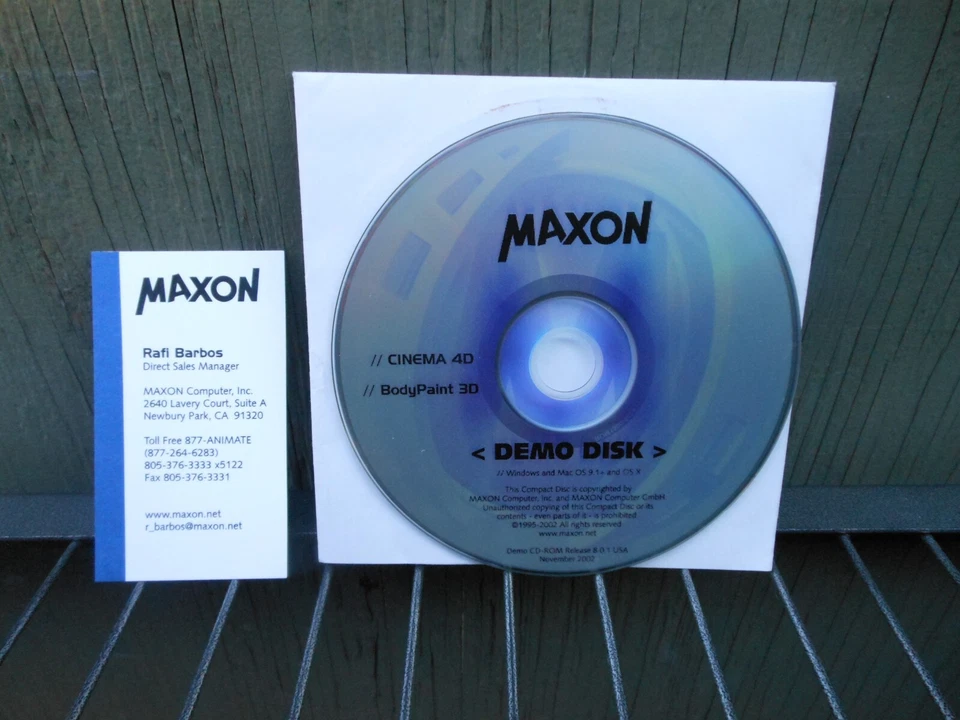 MAXON
Rafi Barbos
Direct Sales Manager
MAXON Computer, Inc.
2640 Lavery Court, Suite A
Newbury Park, CA 91320
Toll Free 877-ANIMATE
(877-264-6283)
805-376-3333 x5122
Fax 805-376-3331
www.maxon.net
r_barbos@maxon.net
MAXON
// CINEMA 4D
// BodyPaint 3D
< DEMO DISK >
// Windows and Mac OS 9.1+ and OS X
This Compact Disc is copyrighted by
MAXON Computer, Inc. and MAXON Computer GmbH
Unauthorized copying of this Compact Disc or its
contents - even parts of it - is prohibited.
©1995-2002 All rights reserved
www.maxon.net
Demo CD-ROM Release 8.0.1 USA
November 2002